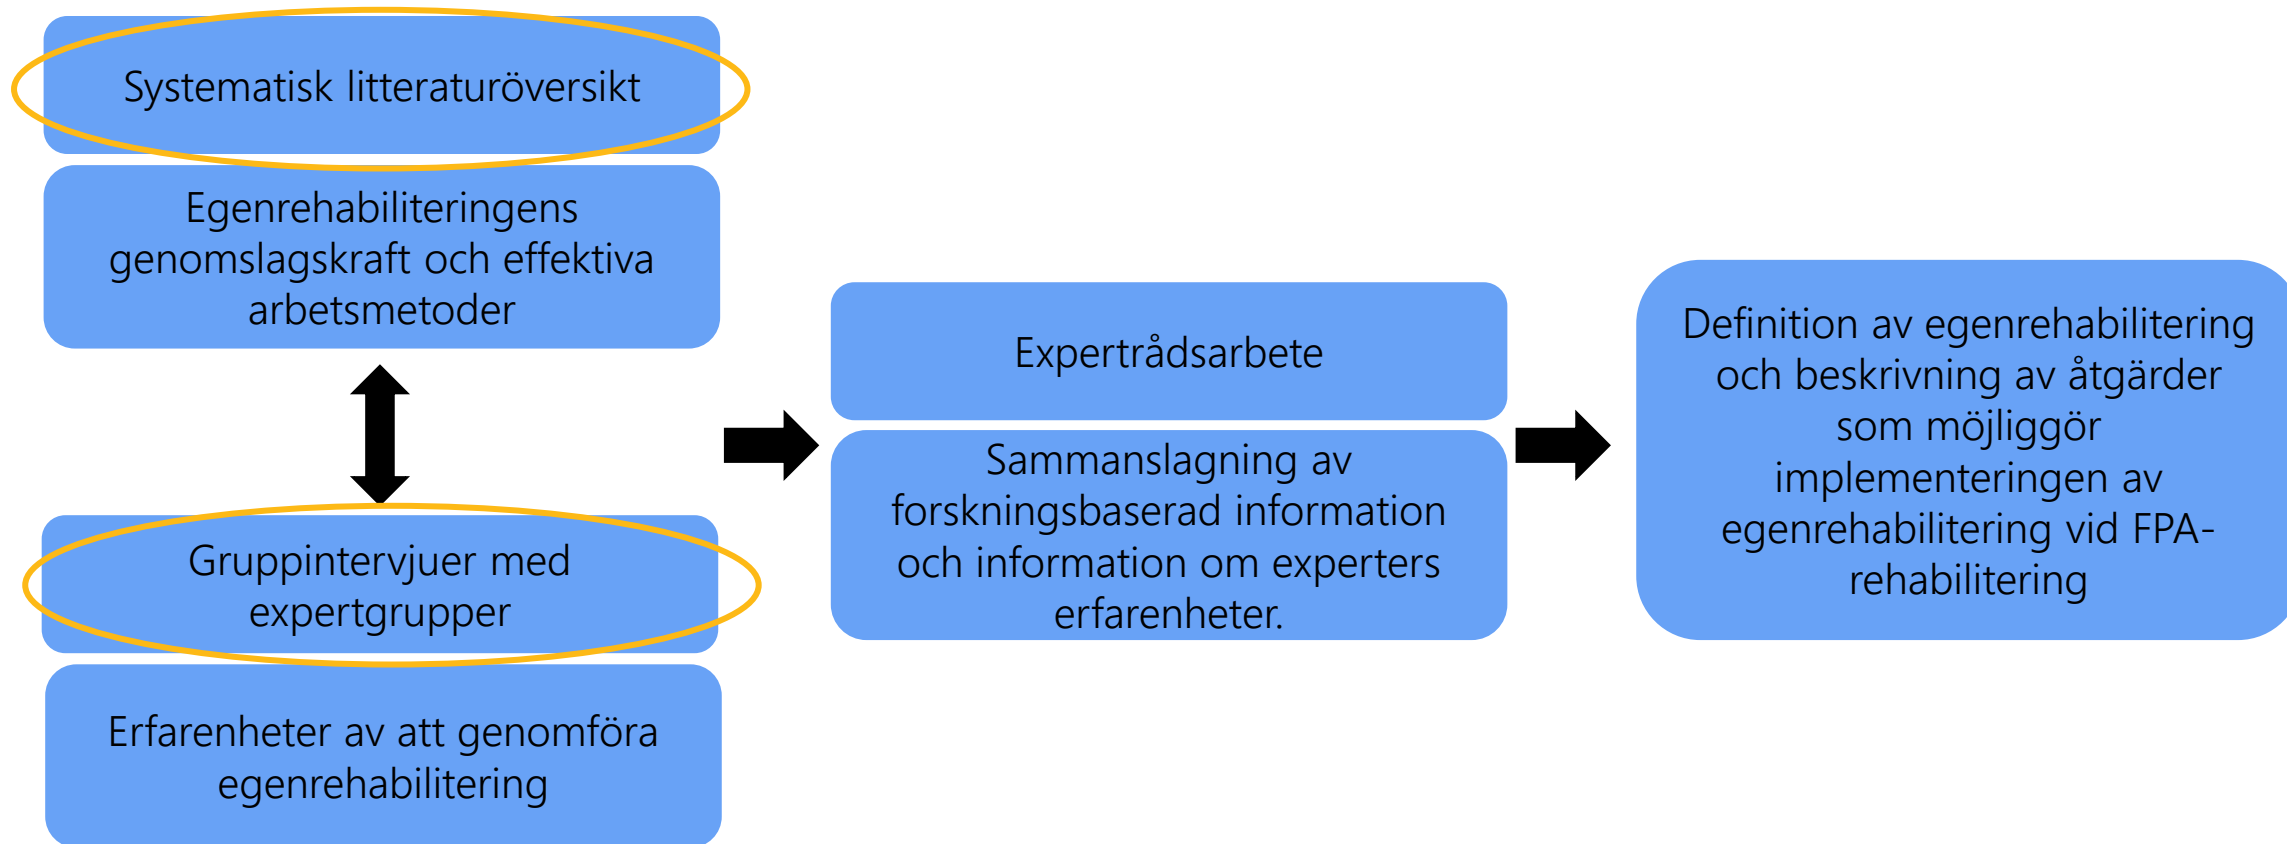 Systematisk litteraturöversikt
Egenrehabiliteringens
genomslagskraft och effektiva
arbetsmetoder
Gruppintervjuer med
expertgrupper
Erfarenheter av att genomföra
egenrehabilitering
Expertrådsarbete
Sammanslagning av
forskningsbaserad information
och information om experters
erfarenheter.
Definition av egenrehabilitering
och beskrivning av åtgärder
som möjliggör
implementeringen av
egenrehabilitering vid FPA-
rehabilitering